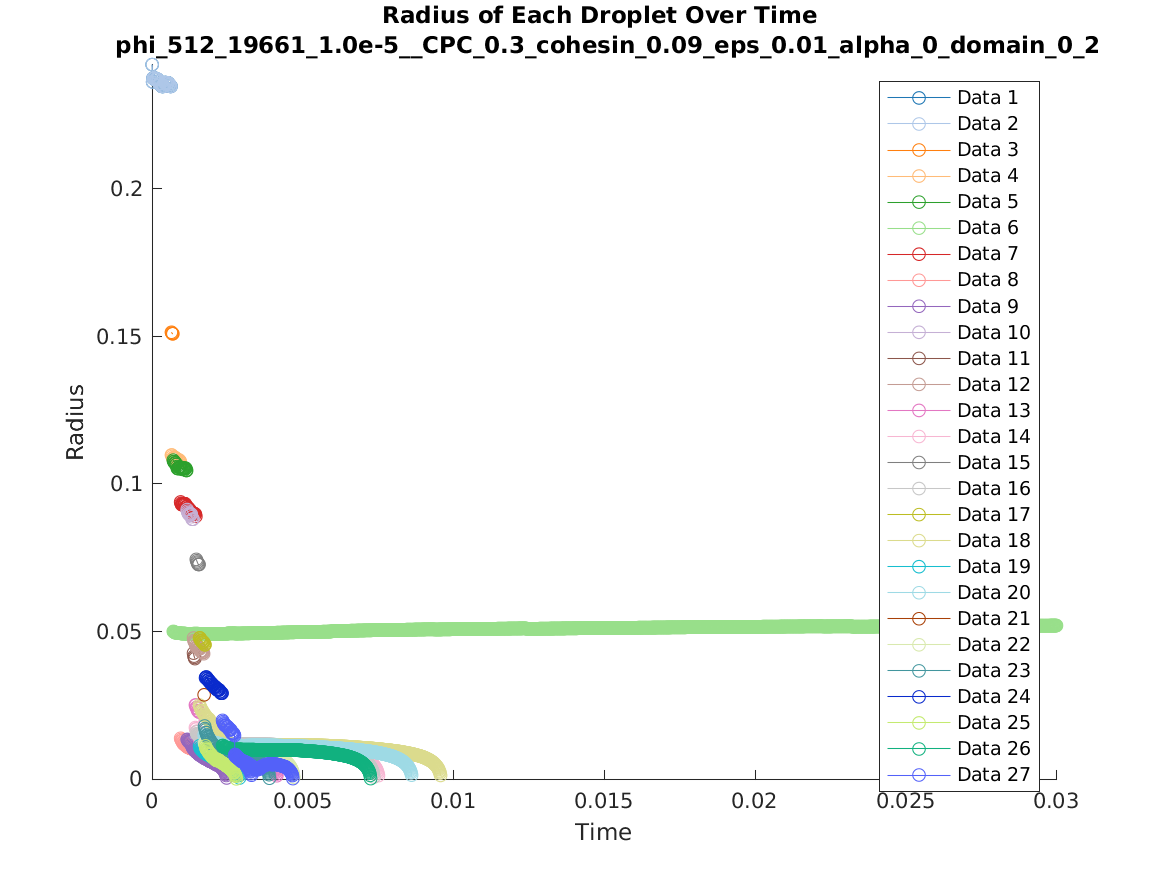 Radius of Each Droplet Over Time
phi_512_19661_1.0e-5__CPC_0.3_cohesin_0.09_eps_0.01_alpha_0_domain_0_2
Radius
0.2
0.15
0.1
0.05
0
0
0.005
0.01
0.015
0.02
0.025
0.03
Time
Data 1
Data 2
Data 3
Data 4
Data 5
Data 6
Data 7
Data 8
Data 9
Data 10
Data 11
Data 12
Data 13
Data 14
Data 15
Data 16
Data 17
Data 18
Data 19
Data 20
Data 21
Data 22
Data 23
Data 24
Data 25
Data 26
Data 27